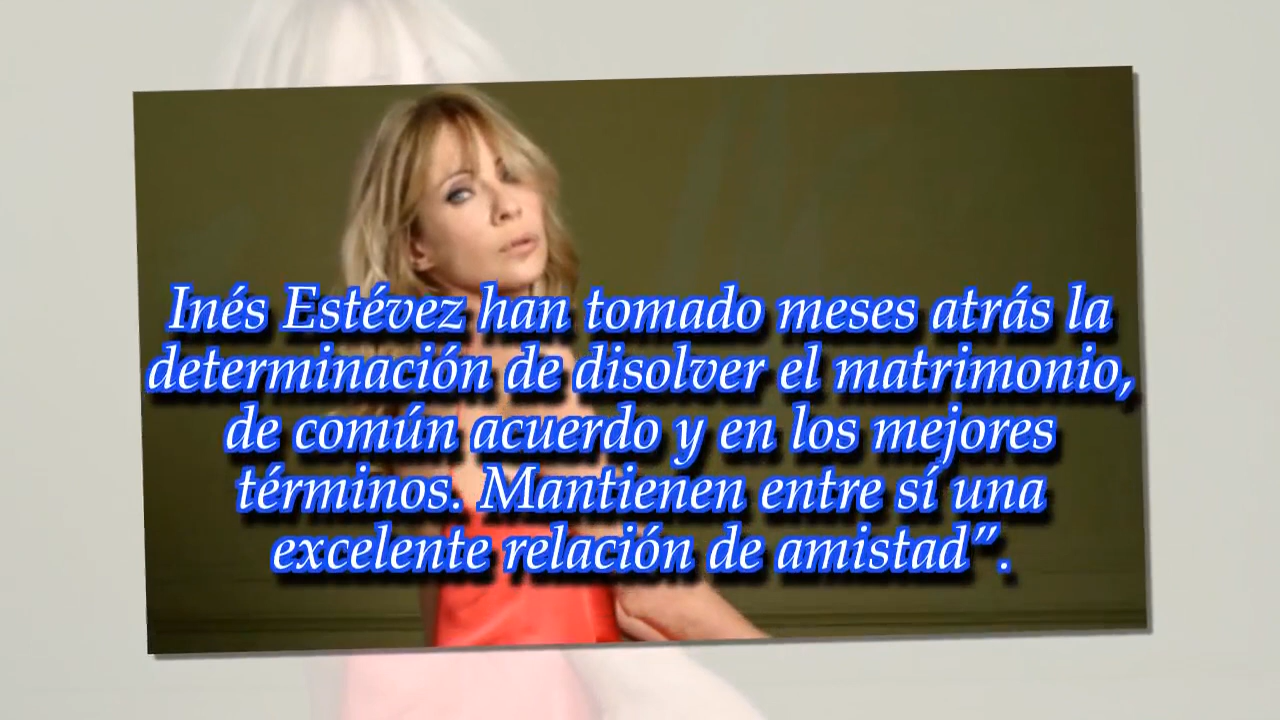 Inés Estévez han tomado meses atrás la
determinación de disolver el matrimonio,
de común acuerdo y en los mejores
términos. Mantienen entre sí una
excelente relación de amistad”.